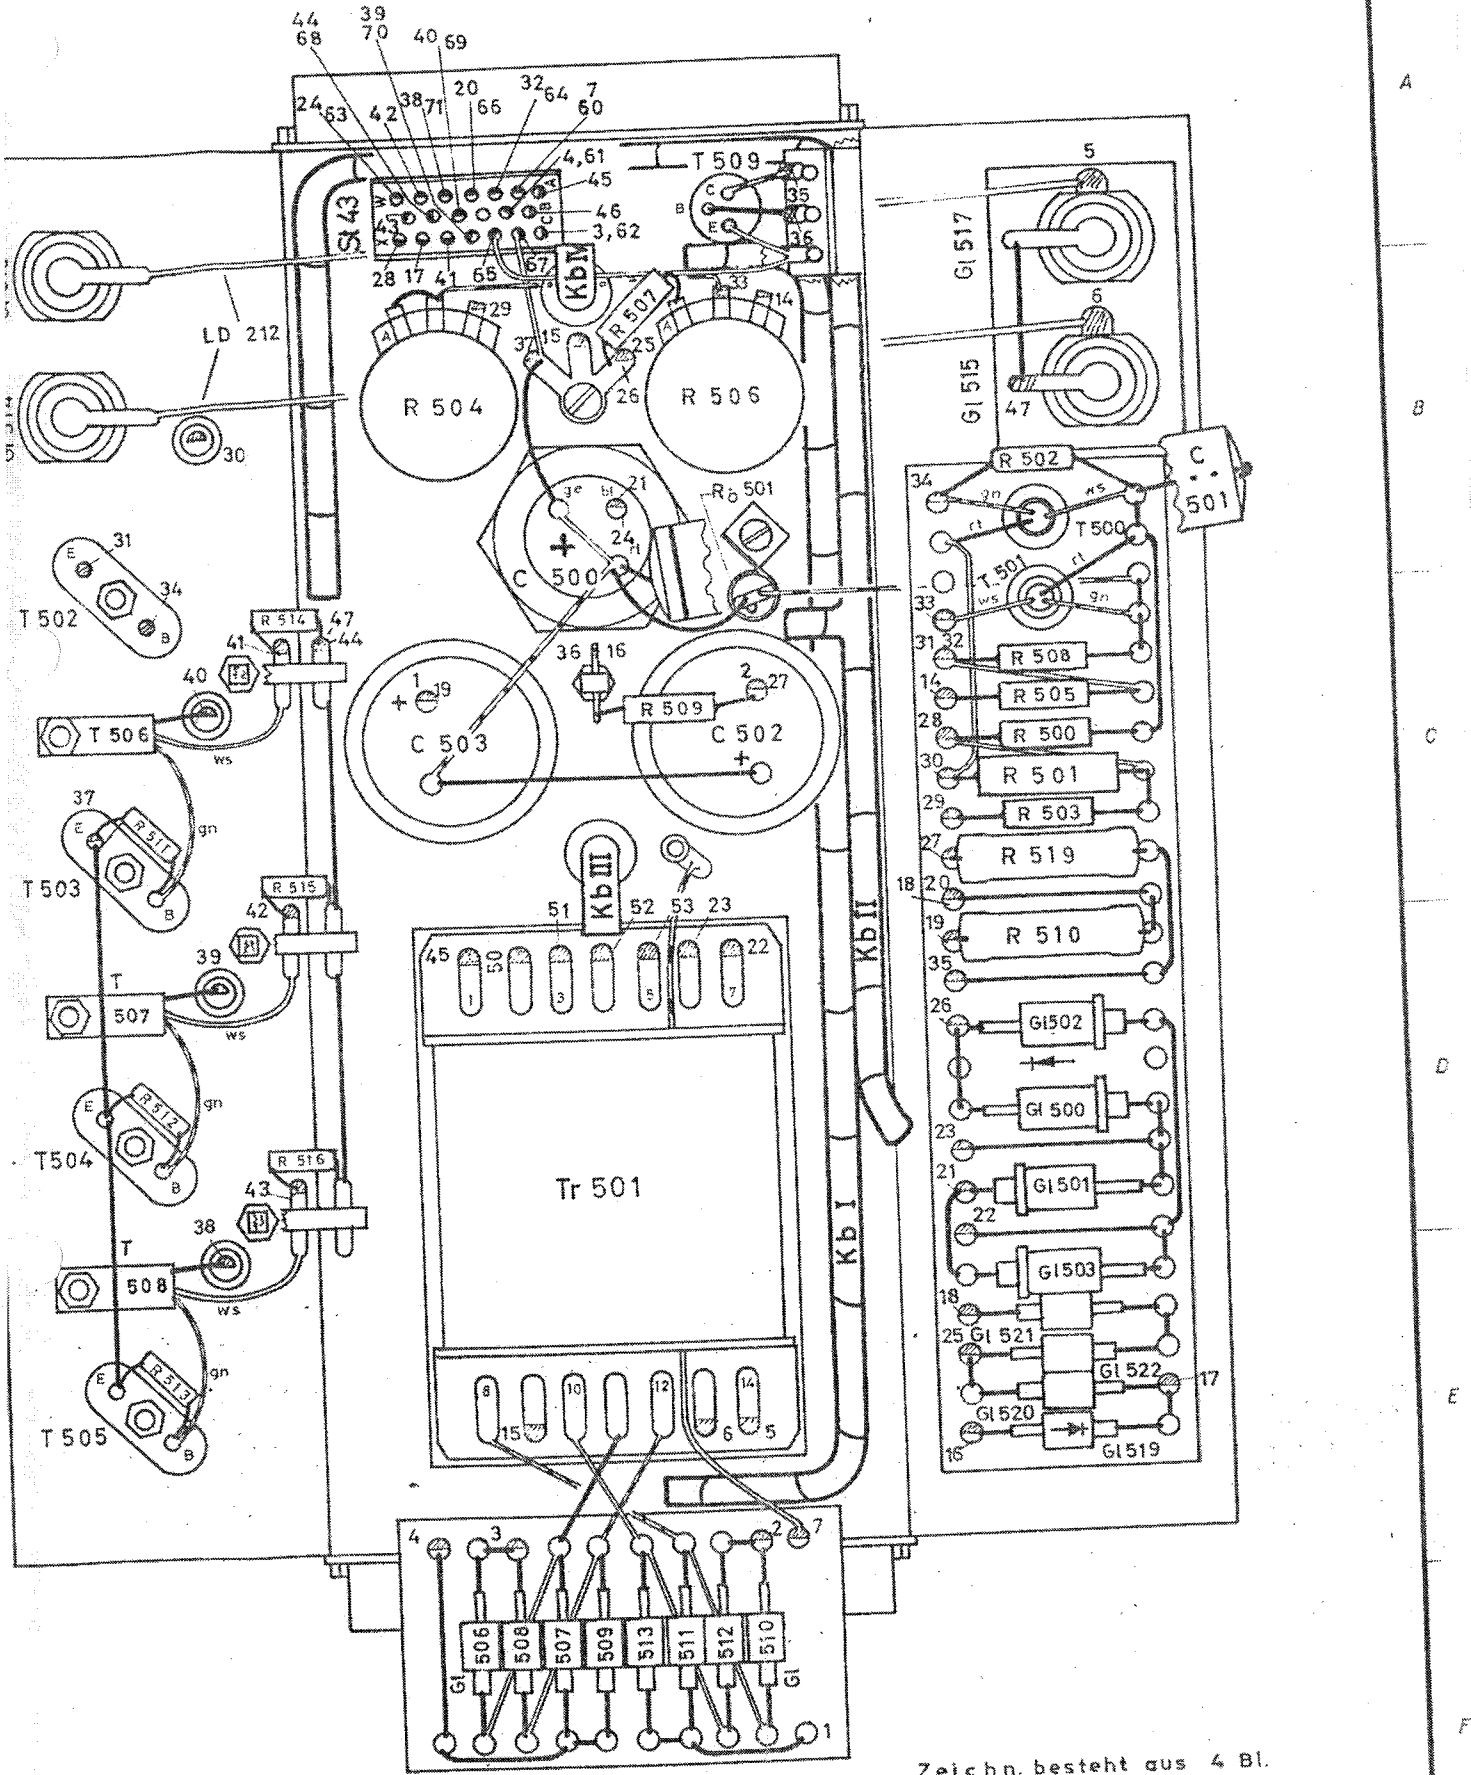 44
68
39
70
40 69
A
24 63
42
38 71
20
66
32 64
7
60
4,61
T 509
5
W
A
45
C
35
B
46
C B
43
X
3,62
E
36
St 43
28 17 41 65 67
Kb IV
33
14
29
R 507
Gl 517
6
LD 212
A
A
37
15
25
26
R 504
R 506
Gl 515
47
B
30
C
501
R 502
34
gn
ws
ge
bl
21
24
rt
Rö 501
rt
T 500
C 500
+
T 501
rt
ws
gn
E
31
34
B
T 502
33
R 514
47
44
41
31 32
R 508
36 16
1
19
+
2
27
R 509
14
R 505
40
T 506
ws
C 503
C 502
+
28
R 500
C
30
R 501
29
R 503
37
E
R 511
gn
B
T 503
27
R 519
R 515
42
Kb III
18 20
51
52
53
23
Kb II
19
R 510
45
50
22
1
3
5
7
35
39
T
507
ws
26
Gl 502
D
E
R 512
gn
B
T 504
Gl 500
23
R 516
43
Tr 501
21
Gl 501
22
Kb I
38
T
508
ws
Gl 503
18
25
Gl 521
E
R 513
gn
B
T 505
8
10
12
14
15
6
5
Gl 522
17
E
Gl 520
16
Gl 519
4
3
2
7
506
508
507
509
513
511
512
510
Gl
Gl
1
F
Zeichn. besteht aus 4 Bl.